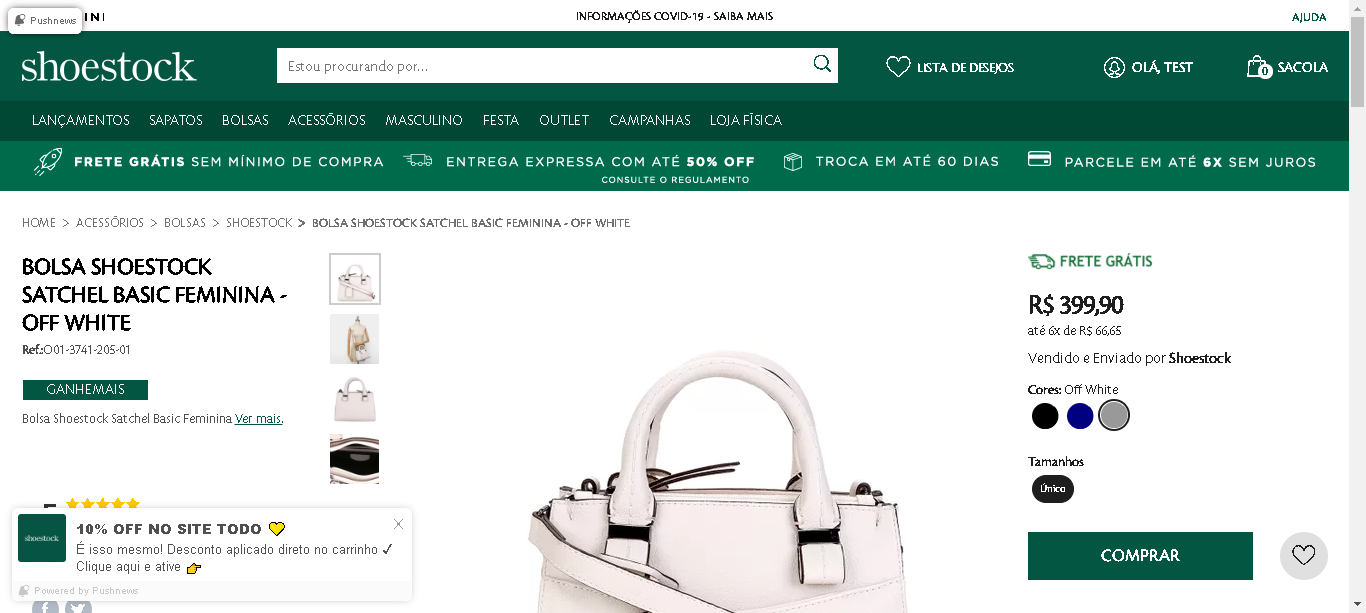 Pushnews
INI
INFORMAÇÕES COVID-19 - SAIBA MAIS
AJUDA
shoestock
Estou procurando por...
LISTA DE DESEJOS
OLÁ, TEST
0
SACOLA
LANÇAMENTOS SAPATOS BOLSAS ACESSÓRIOS MASCULINO FESTA OUTLET CAMPANHAS LOJA FÍSICA
FRETE GRÁTIS SEM MÍNIMO DE COMPRA
ENTREGA EXPRESSA COM ATÉ 50% OFF
CONSULTE O REGULAMENTO
TROCA EM ATÉ 60 DIAS
PARCELE EM ATÉ 6X SEM JUROS
HOME > ACESSÓRIOS > BOLSAS > SHOESTOCK > BOLSA SHOESTOCK SATCHEL BASIC FEMININA - OFF WHITE
BOLSA SHOESTOCK
SATCHEL BASIC FEMININA -
OFF WHITE
Ref.:O01-3741-205-01
GANHEMAIS
Bolsa Shoestock Satchel Basic Feminina Ver mais.
FRETE GRÁTIS
R$ 399,90
até 6x de R$ 66,65
Vendido e Enviado por Shoestock
Cores: Off White
Tamanhos
Único
COMPRAR
shoestock
10% OFF NO SITE TODO 💛
É isso mesmo! Desconto aplicado direto no carrinho ✓
Clique aqui e ative 👉
Powered by Pushnews